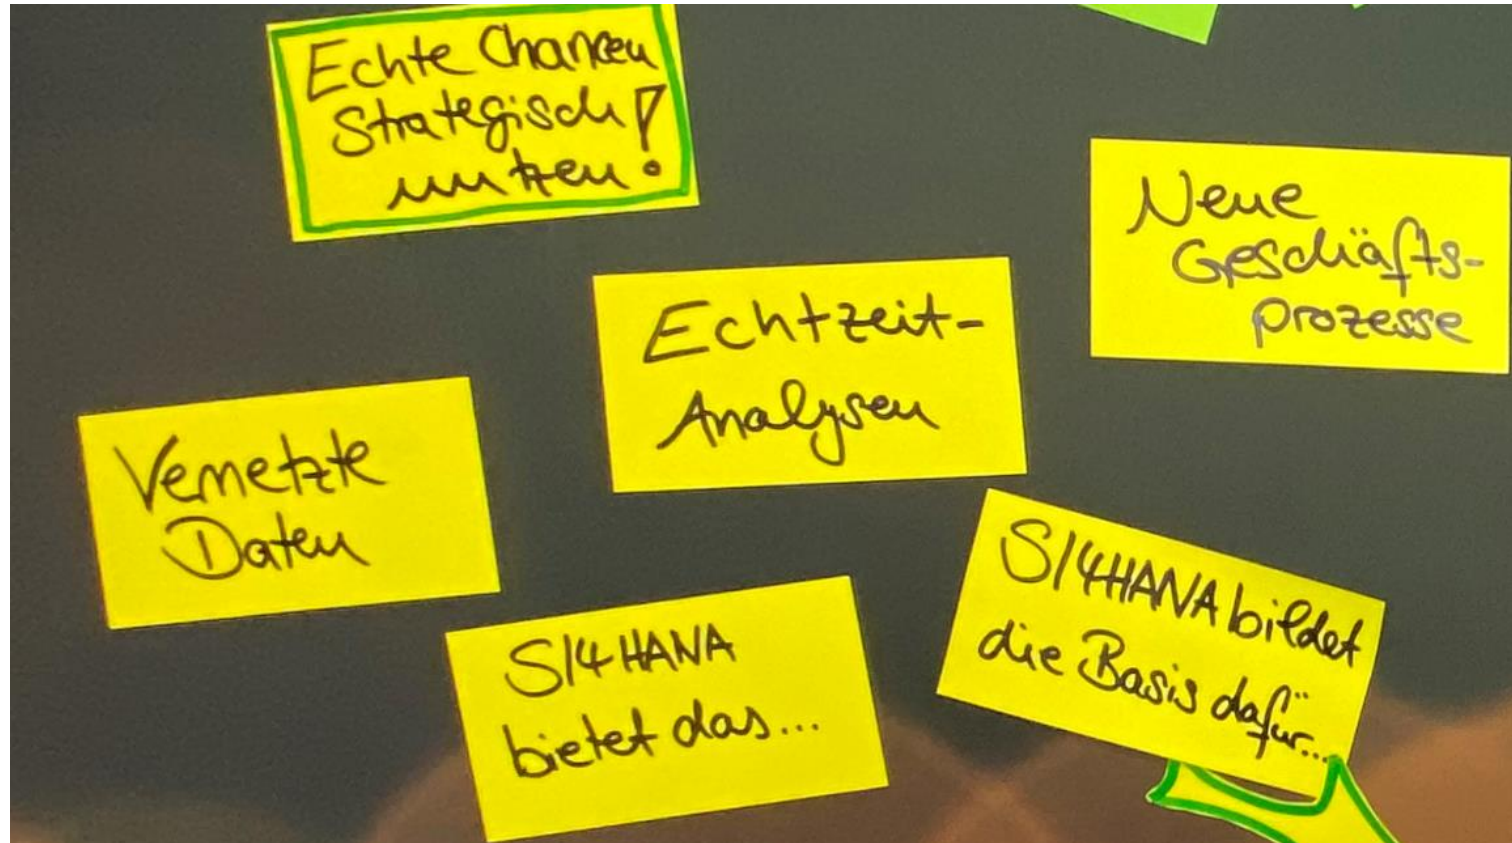 Echte Chancen
Strategisch
nutzen!
Neue
Geschäfts-
prozesse
Echtzeit-
Analysen
Vernetzte
Daten
S/4HANA
bietet das...
S/4HANA bildet
die Basis dafür...